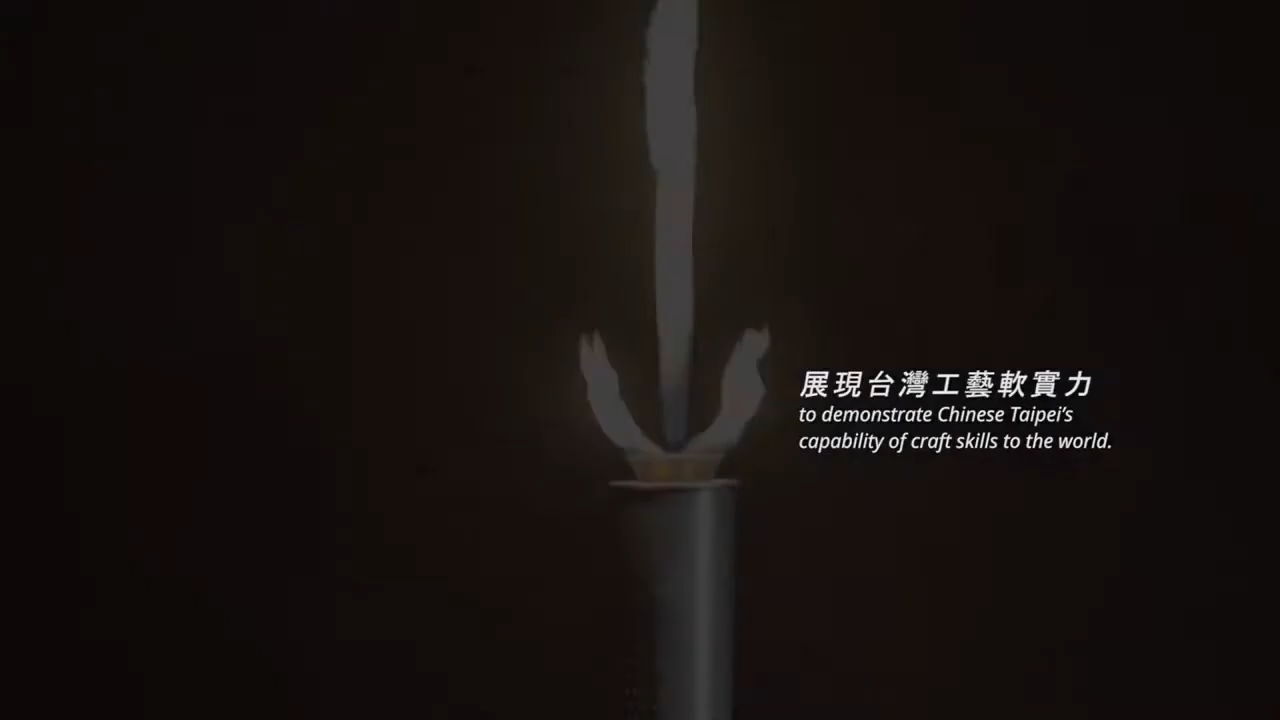 展現台灣工藝軟實力
to demonstrate Chinese Taipei's
capability of craft skills to the world.